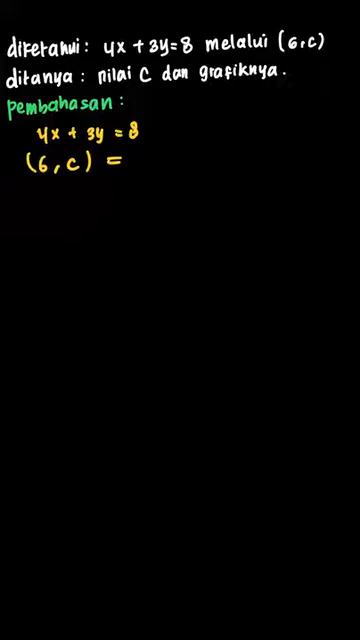 diketahui: 4x + 3y = 8 melalui (6,c)
ditanya : nilai C dan grafiknya.
pembahasan :
4x + 3y = 8
(6, c) =